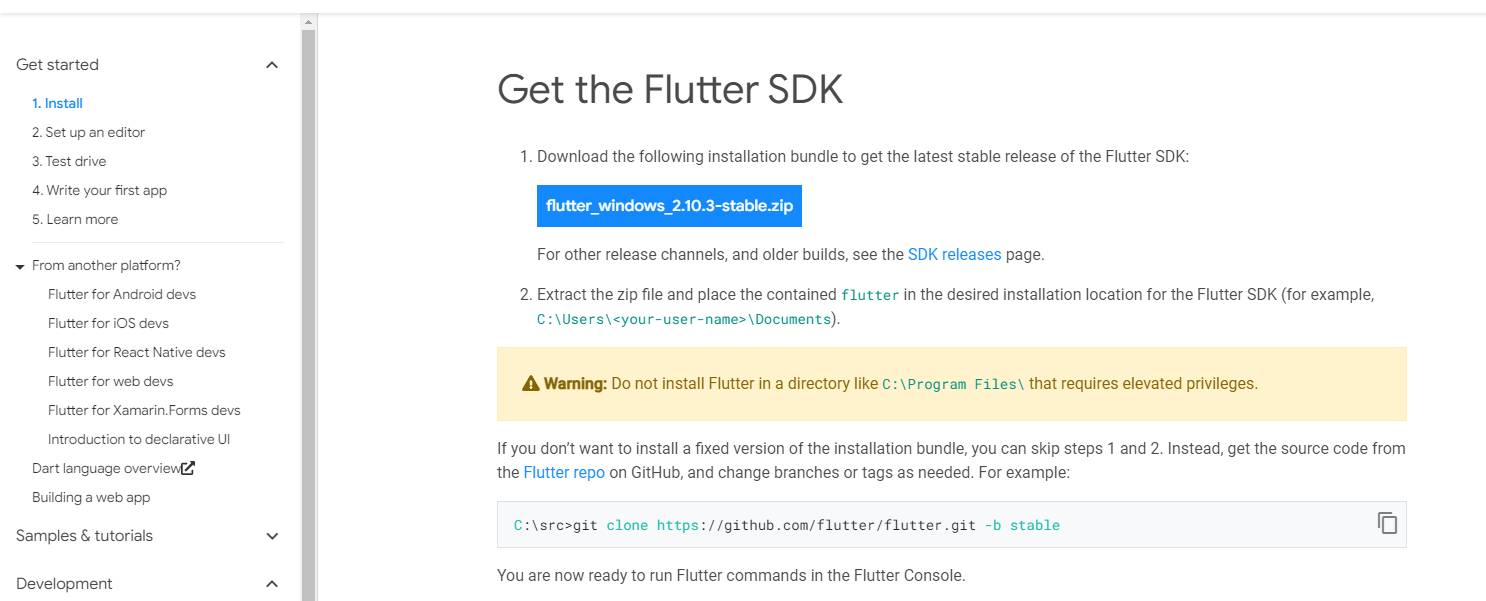 Get started
1. Install
2. Set up an editor
3. Test drive
4. Write your first app
5. Learn more
From another platform?
Flutter for Android devs
Flutter for iOS devs
Flutter for React Native devs
Flutter for web devs
Flutter for Xamarin.Forms devs
Introduction to declarative UI
Dart language overview
Building a web app
Samples & tutorials
Development
Get the Flutter SDK
1. Download the following installation bundle to get the latest stable release of the Flutter SDK:
flutter_windows_2.10.3-stable.zip
For other release channels, and older builds, see the SDK releases page.
2. Extract the zip file and place the contained flutter in the desired installation location for the Flutter SDK (for example,
C:\Users\<your-user-name>\Documents).
Warning: Do not install Flutter in a directory like C:\Program Files\ that requires elevated privileges.
If you don’t want to install a fixed version of the installation bundle, you can skip steps 1 and 2. Instead, get the source code from
the Flutter repo on GitHub, and change branches or tags as needed. For example:
C:\src>git clone https://github.com/flutter/flutter.git -b stable
You are now ready to run Flutter commands in the Flutter Console.